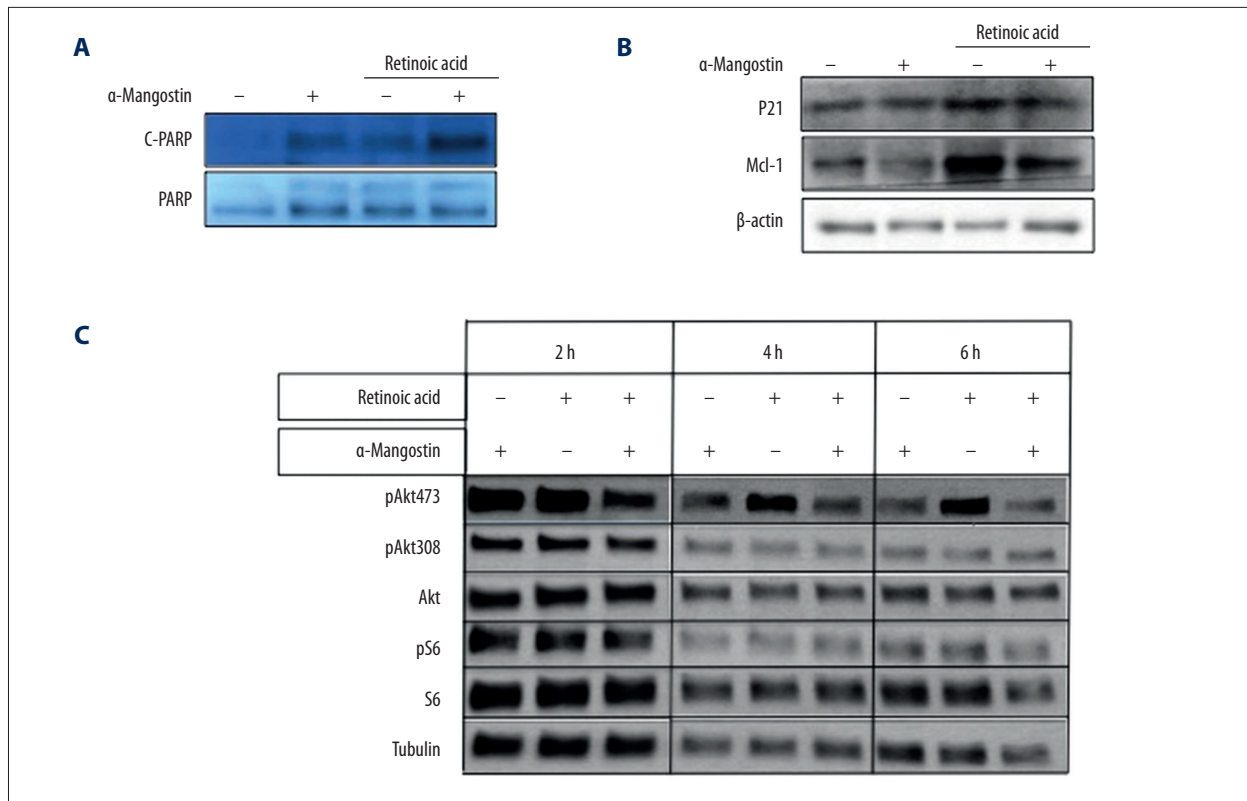 A
Retinoic acid
α-Mangostin – + – +
C-PARP
PARP
B
Retinoic acid
α-Mangostin – + – +
P21
Mcl-1
β-actin
C
2 h 4 h 6 h
Retinoic acid – + + – + + – + +
α-Mangostin + – + + – + + – +
pAkt473
pAkt308
Akt
pS6
S6
Tubulin